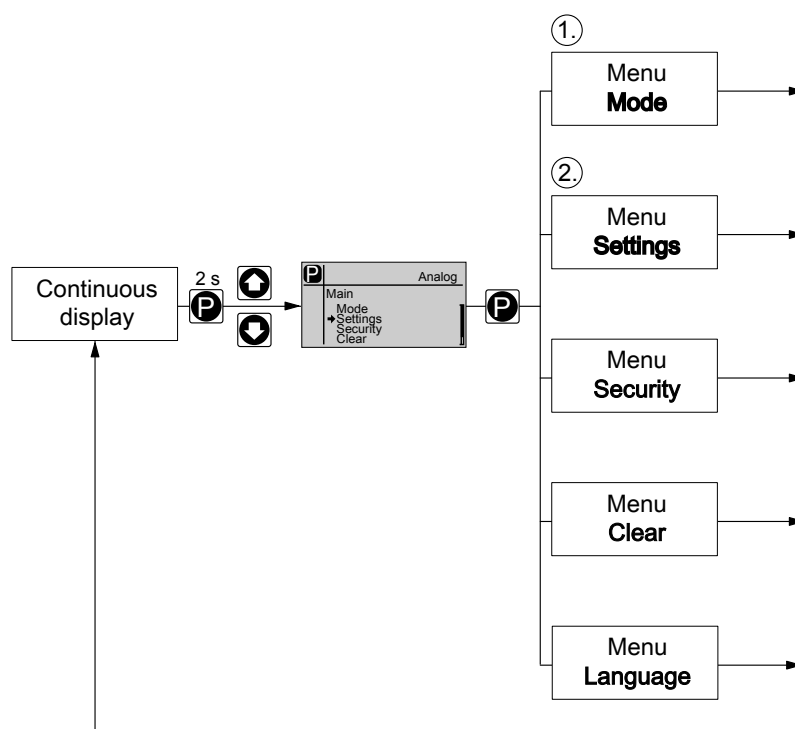 1.
Menu
Mode
2.
Menu
Settings
Continuous
display
2 s
P
P
Analog
Main
Mode
Settings
Security
Clear
P
Menu
Security
Menu
Clear
Menu
Language